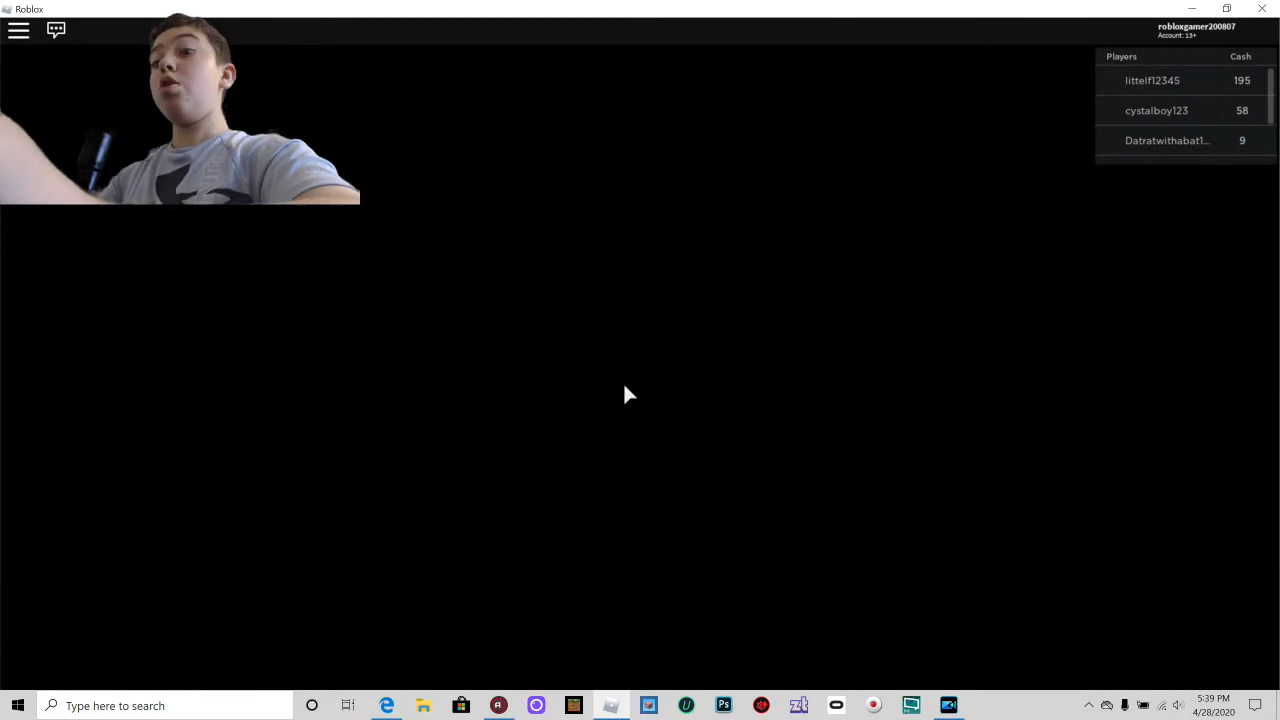 Roblox
robloxgamer200807
Account: 13+
Players Cash
littelf12345 195
cystalboy123 58
Datratwithabat1... 9
Type here to search
5:39 PM
4/28/2020